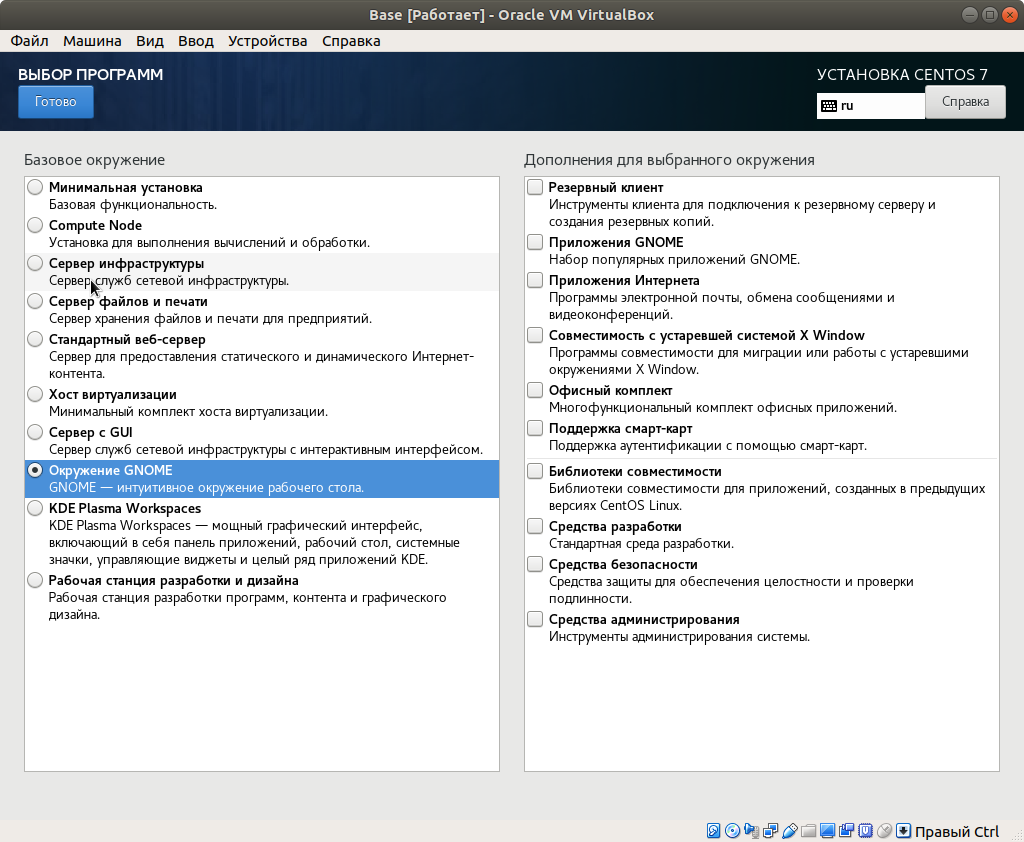 Base [Работает] - Oracle VM VirtualBox
Файл Машина Вид Ввод Устройства Справка
ВЫБОР ПРОГРАММ
Готово
УСТАНОВКА CENTOS 7
ru
Справка
Базовое окружение
Минимальная установка
Базовая функциональность.
Compute Node
Установка для выполнения вычислений и обработки.
Сервер инфраструктуры
Сервер служб сетевой инфраструктуры.
Сервер файлов и печати
Сервер хранения файлов и печати для предприятий.
Стандартный веб-сервер
Сервер для предоставления статического и динамического Интернет-
контента.
Хост виртуализации
Минимальный комплект хоста виртуализации.
Сервер с GUI
Сервер служб сетевой инфраструктуры с интерактивным интерфейсом.
Окружение GNOME
GNOME — интуитивное окружение рабочего стола.
KDE Plasma Workspaces
KDE Plasma Workspaces — мощный графический интерфейс,
включающий в себя панель приложений, рабочий стол, системные
значки, управляющие виджеты и целый ряд приложений KDE.
Рабочая станция разработки и дизайна
Рабочая станция разработки программ, контента и графического
дизайна.
Дополнения для выбранного окружения
Резервный клиент
Инструменты клиента для подключения к резервному серверу и
создания резервных копий.
Приложения GNOME
Набор популярных приложений GNOME.
Приложения Интернета
Программы электронной почты, обмена сообщениями и
видеоконференций.
Совместимость с устаревшей системой X Window
Программы совместимости для миграции или работы с устаревшими
окружениями X Window.
Офисный комплект
Многофункциональный комплект офисных приложений.
Поддержка смарт-карт
Поддержка аутентификации с помощью смарт-карт.
Библиотеки совместимости
Библиотеки совместимости для приложений, созданных в предыдущих
версиях CentOS Linux.
Средства разработки
Стандартная среда разработки.
Средства безопасности
Средства защиты для обеспечения целостности и проверки
подлинности.
Средства администрирования
Инструменты администрирования системы.
Правый Ctrl